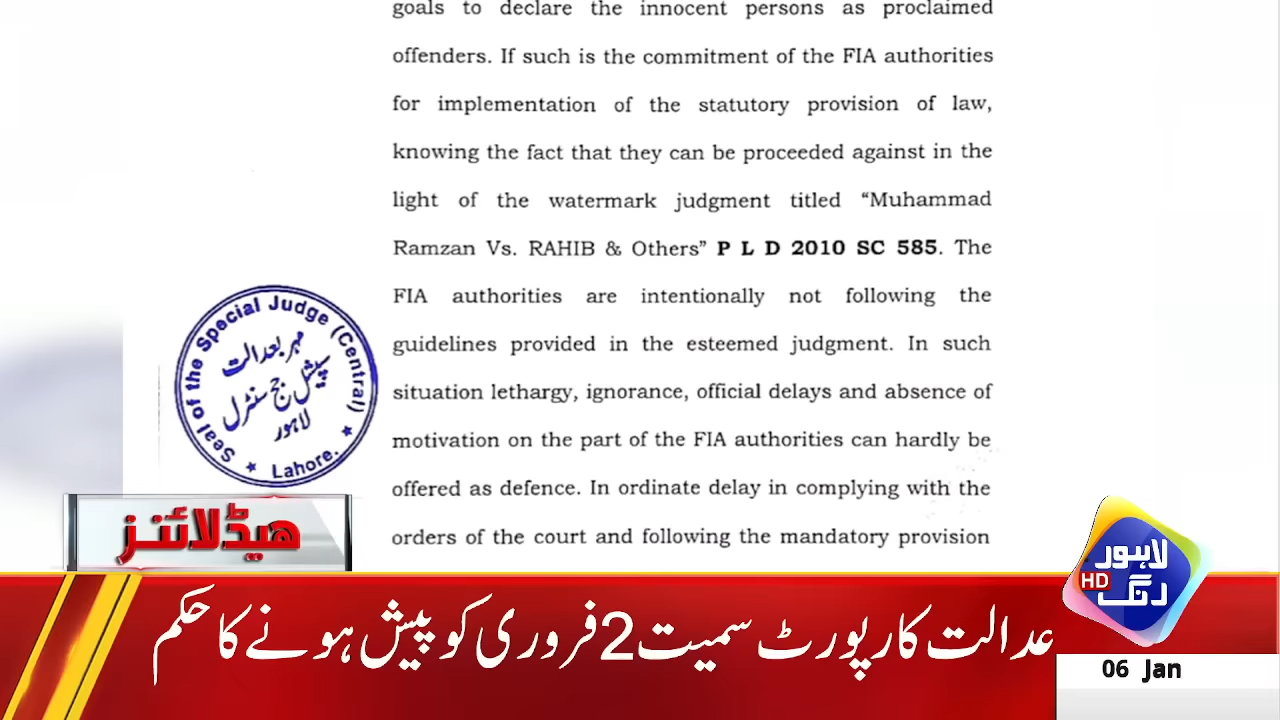 goals to declare the innocent persons as proclaimed
offenders. If such is the commitment of the FIA authorities
for implementation of the statutory provision of law,
knowing the fact that they can be proceeded against in the
light of the watermark judgment titled “Muhammad
Ramzan Vs. RAHIB & Others” P L D 2010 SC 585. The
FIA authorities are intentionally not following the
guidelines provided in the esteemed judgment. In such
situation lethargy, ignorance, official delays and absence of
motivation on the part of the FIA authorities can hardly be
offered as defence. In ordinate delay in complying with the
orders of the court and following the mandatory provision
Seal of the Special Judge (Central)
مہر بعدالت
سپیشل جج سنٹرل
لاہور
★ Lahore. ★
ہیڈلائنز
لاہور
HD
رنگ
عدالت کا رپورٹ سمیت 2 فروری کو پیش ہونے کا حکم
06 Jan